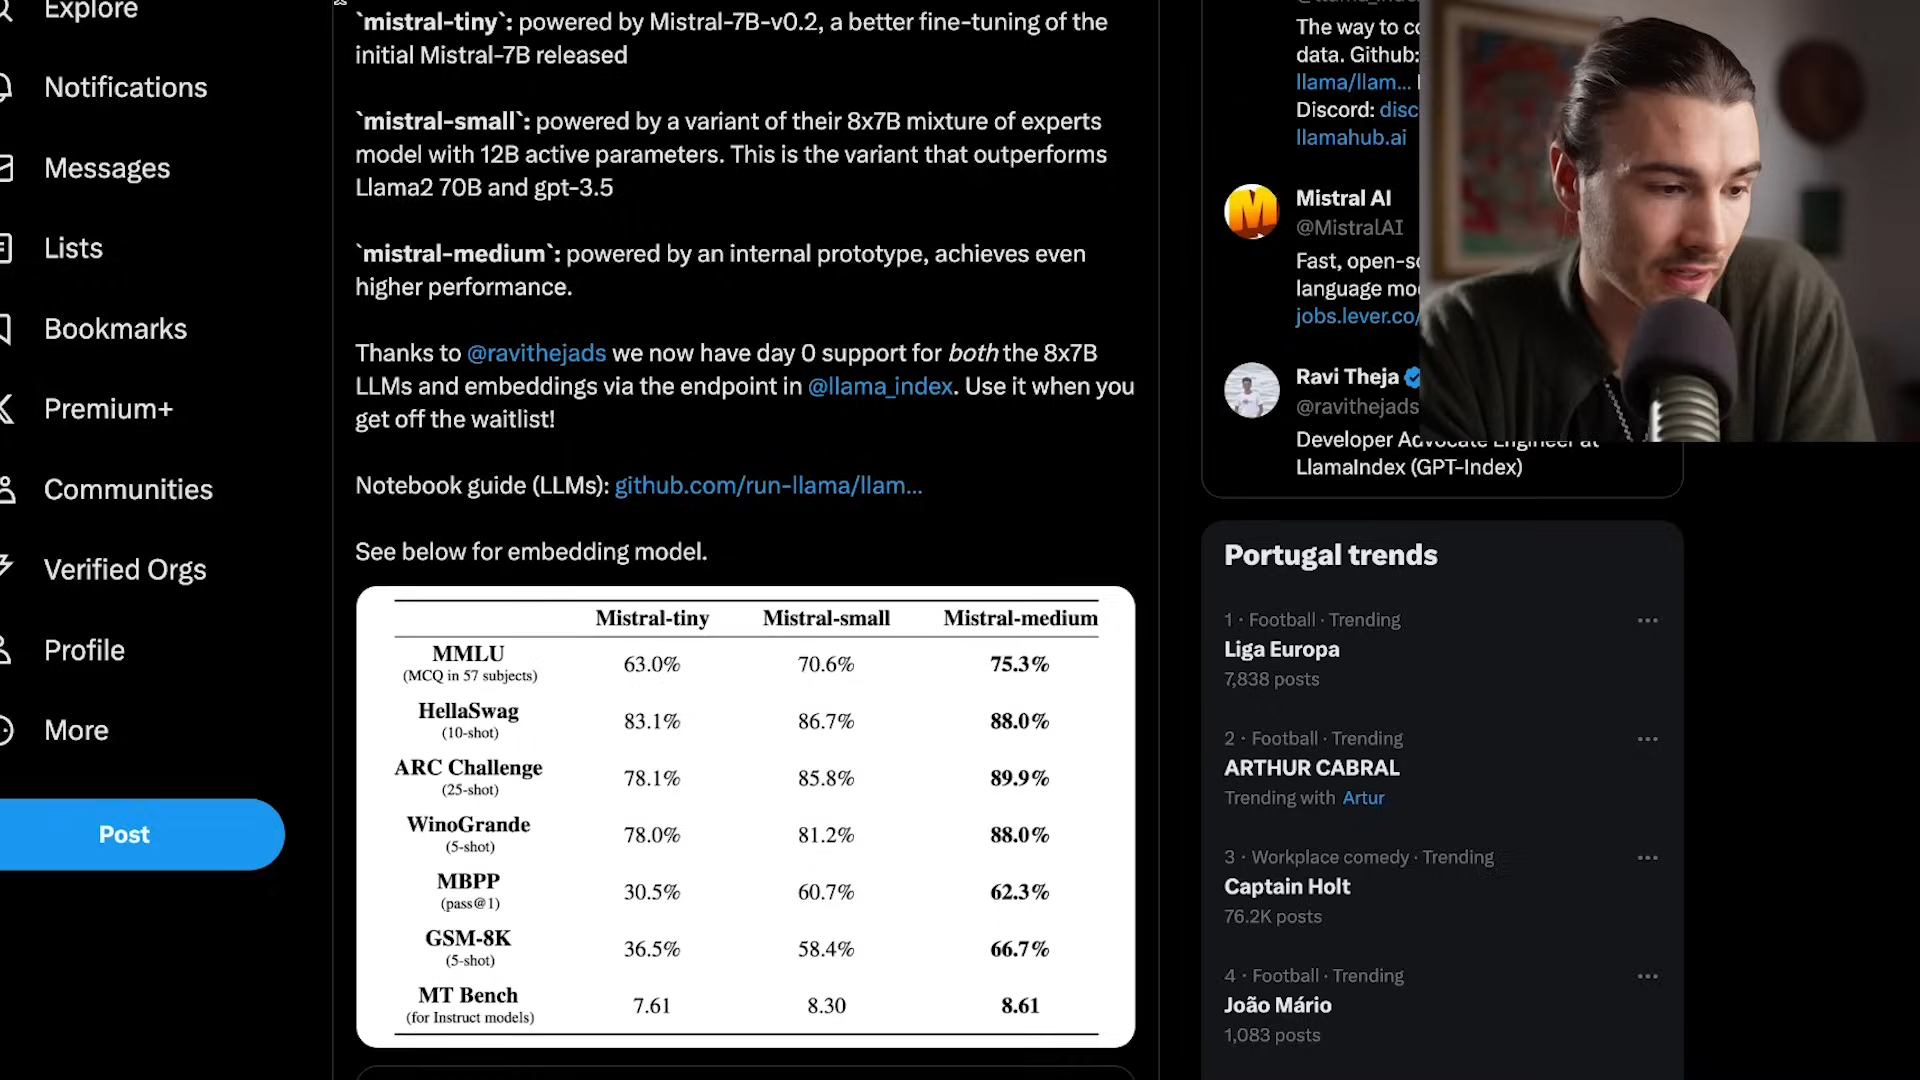 Explore
Notifications
Messages
Lists
Bookmarks
Premium+
Communities
Verified Orgs
Profile
More
Post
`mistral-tiny`: powered by Mistral-7B-v0.2, a better fine-tuning of the
initial Mistral-7B released
`mistral-small`: powered by a variant of their 8x7B mixture of experts
model with 12B active parameters. This is the variant that outperforms
Llama2 70B and gpt-3.5
`mistral-medium`: powered by an internal prototype, achieves even
higher performance.
Thanks to @ravithejads we now have day 0 support for both the 8x7B
LLMs and embeddings via the endpoint in @llama_index. Use it when you
get off the waitlist!
Notebook guide (LLMs): github.com/run-llama/llam...
See below for embedding model.
Mistral-tiny Mistral-small Mistral-medium
MMLU 63.0% 70.6% 75.3%
(MCQ in 57 subjects)
HellaSwag 83.1% 86.7% 88.0%
(10-shot)
ARC Challenge 78.1% 85.8% 89.9%
(25-shot)
WinoGrande 78.0% 81.2% 88.0%
(5-shot)
MBPP 30.5% 60.7% 62.3%
(pass@1)
GSM-8K 36.5% 58.4% 66.7%
(5-shot)
MT Bench 7.61 8.30 8.61
(for Instruct models)
The way to
data. Github:
llama/llam...
Discord: disc
llamahub.ai
Mistral AI
@MistralAI
Fast, open-so
language mo
jobs.lever.co/
Ravi Theja
@ravithejads
Developer Advocate Engineer at
LlamaIndex (GPT-Index)
Portugal trends
1 · Football · Trending
Liga Europa
7,838 posts
2 · Football · Trending
ARTHUR CABRAL
Trending with Artur
3 · Workplace comedy · Trending
Captain Holt
76.2K posts
4 · Football · Trending
João Mário
1,083 posts